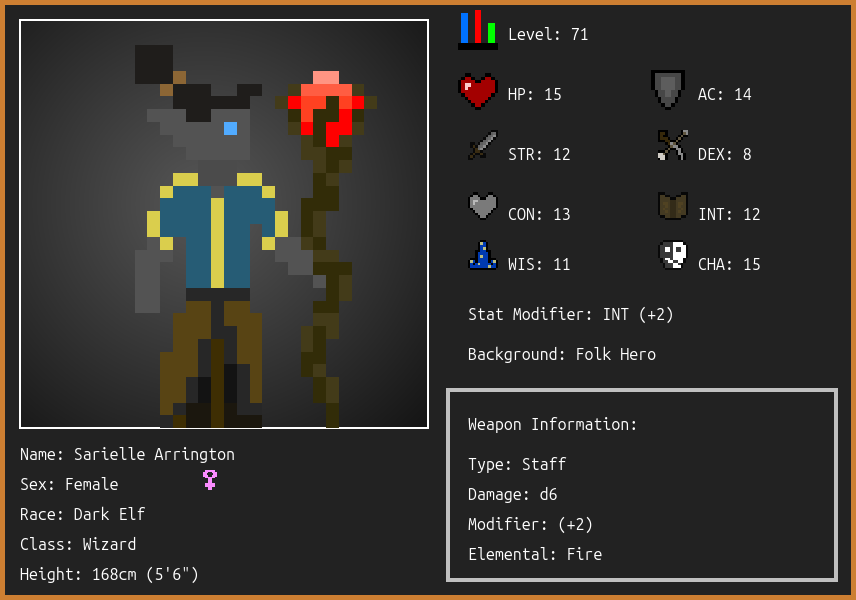 Level: 71
HP: 15
AC: 14
STR: 12
DEX: 8
CON: 13
INT: 12
WIS: 11
CHA: 15
Stat Modifier: INT (+2)
Background: Folk Hero
Weapon Information:
Type: Staff
Damage: d6
Modifier: (+2)
Elemental: Fire
Name: Sarielle Arrington
Sex: Female
Race: Dark Elf
Class: Wizard
Height: 168cm (5'6")